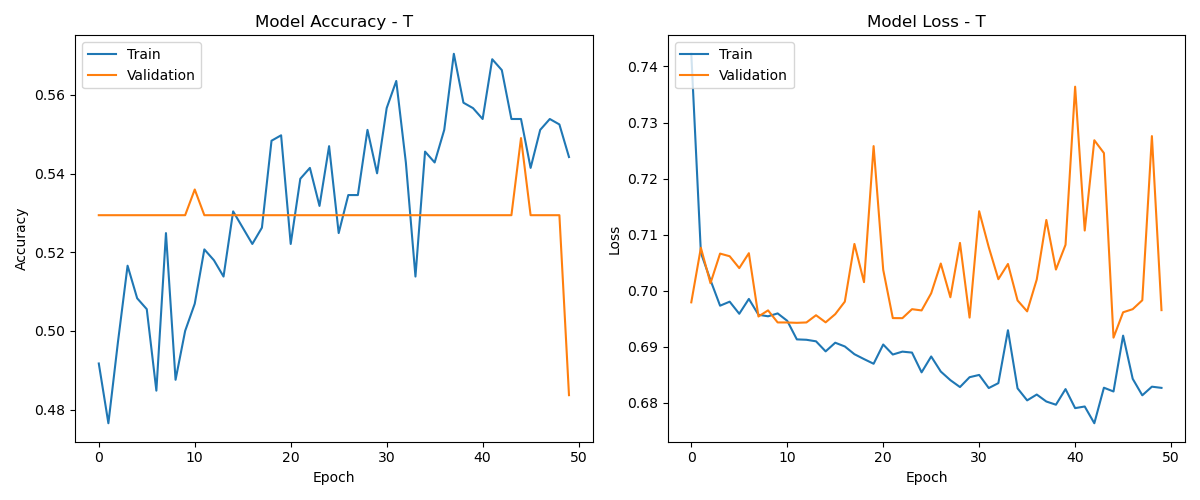 Model Accuracy - T
Train
Validation
0.56
0.54
0.52
0.50
0.48
Accuracy
0 10 20 30 40 50
Epoch
Model Loss - T
Train
Validation
0.74
0.73
0.72
0.71
0.70
0.69
0.68
Loss
0 10 20 30 40 50
Epoch